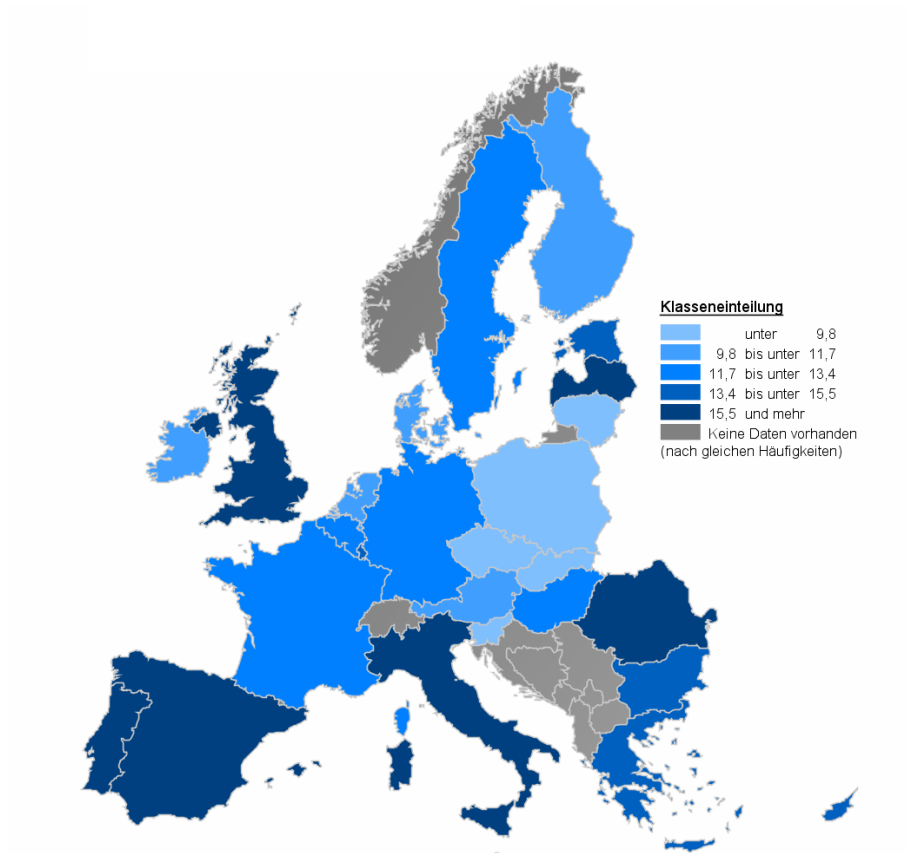 Klasseneinteilung
unter 9,8
9,8 bis unter 11,7
11,7 bis unter 13,4
13,4 bis unter 15,5
15,5 und mehr
Keine Daten vorhanden
(nach gleichen Häufigkeiten)